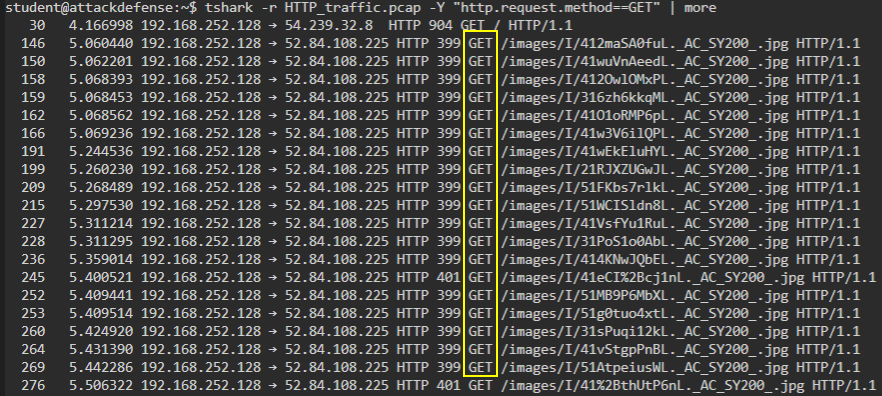 student@attackdefense:~$ tshark -r HTTP_traffic.pcap -Y "http.request.method==GET" | more
30 4.166998 192.168.252.128 → 54.239.32.8 HTTP 904 GET / HTTP/1.1
146 5.060440 192.168.252.128 → 52.84.108.225 HTTP 399 GET /images/I/412maSA0fuL._AC_SY200_.jpg HTTP/1.1
150 5.062201 192.168.252.128 → 52.84.108.225 HTTP 399 GET /images/I/41wuVnAeedL._AC_SY200_.jpg HTTP/1.1
158 5.068393 192.168.252.128 → 52.84.108.225 HTTP 399 GET /images/I/412OwlOMxPL._AC_SY200_.jpg HTTP/1.1
159 5.068453 192.168.252.128 → 52.84.108.225 HTTP 399 GET /images/I/316zh6kkqML._AC_SY200_.jpg HTTP/1.1
162 5.068562 192.168.252.128 → 52.84.108.225 HTTP 399 GET /images/I/41O1oRMP6pL._AC_SY200_.jpg HTTP/1.1
166 5.069236 192.168.252.128 → 52.84.108.225 HTTP 399 GET /images/I/41w3V6ilQPL._AC_SY200_.jpg HTTP/1.1
191 5.244536 192.168.252.128 → 52.84.108.225 HTTP 399 GET /images/I/41wEkEluHYL._AC_SY200_.jpg HTTP/1.1
199 5.260230 192.168.252.128 → 52.84.108.225 HTTP 399 GET /images/I/21RJXZUGwJL._AC_SY200_.jpg HTTP/1.1
209 5.268489 192.168.252.128 → 52.84.108.225 HTTP 399 GET /images/I/51FKbs7rlkL._AC_SY200_.jpg HTTP/1.1
215 5.297530 192.168.252.128 → 52.84.108.225 HTTP 399 GET /images/I/51WCISldn8L._AC_SY200_.jpg HTTP/1.1
227 5.311214 192.168.252.128 → 52.84.108.225 HTTP 399 GET /images/I/41VsfYu1RuL._AC_SY200_.jpg HTTP/1.1
228 5.311295 192.168.252.128 → 52.84.108.225 HTTP 399 GET /images/I/31PoS1o0AbL._AC_SY200_.jpg HTTP/1.1
236 5.359014 192.168.252.128 → 52.84.108.225 HTTP 399 GET /images/I/414KNwJQbEL._AC_SY200_.jpg HTTP/1.1
245 5.400521 192.168.252.128 → 52.84.108.225 HTTP 401 GET /images/I/41eCI%2Bcj1nL._AC_SY200_.jpg HTTP/1.1
252 5.409441 192.168.252.128 → 52.84.108.225 HTTP 399 GET /images/I/51MB9P6MbXL._AC_SY200_.jpg HTTP/1.1
253 5.409514 192.168.252.128 → 52.84.108.225 HTTP 399 GET /images/I/51g0tuo4xtL._AC_SY200_.jpg HTTP/1.1
260 5.424920 192.168.252.128 → 52.84.108.225 HTTP 399 GET /images/I/31sPuqi12kL._AC_SY200_.jpg HTTP/1.1
264 5.431390 192.168.252.128 → 52.84.108.225 HTTP 399 GET /images/I/41vStgpPnBL._AC_SY200_.jpg HTTP/1.1
269 5.442286 192.168.252.128 → 52.84.108.225 HTTP 399 GET /images/I/51AtpeiusWL._AC_SY200_.jpg HTTP/1.1
276 5.506322 192.168.252.128 → 52.84.108.225 HTTP 401 GET /images/I/41%2BthUtP6nL._AC_SY200_.jpg HTTP/1.1